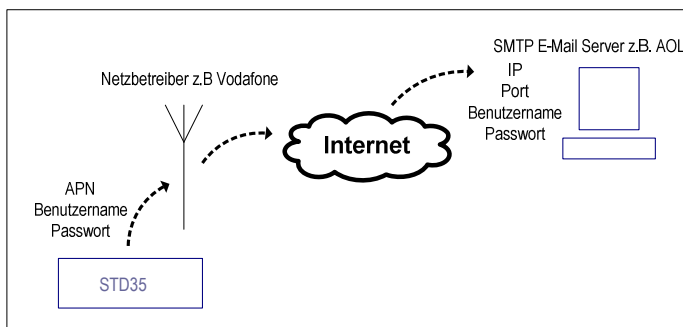 SMTP E-Mail Server z.B. AOL
IP
Port
Benutzername
Passwort
Netzbetreiber z.B Vodafone
Internet
APN
Benutzername
Passwort
STD35